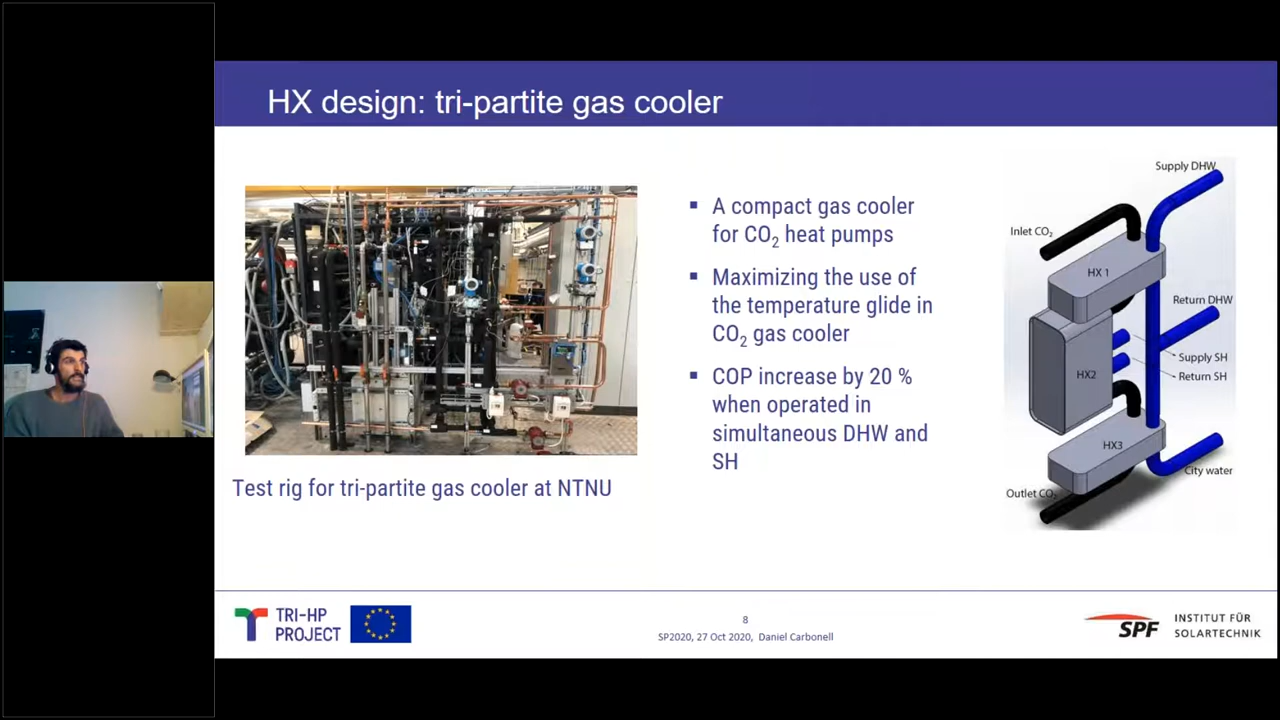 HX design: tri-partite gas cooler
A compact gas cooler
for CO₂ heat pumps
Maximizing the use of
the temperature glide in
CO₂ gas cooler
COP increase by 20 %
when operated in
simultaneous DHW and
SH
Test rig for tri-partite gas cooler at NTNU
Supply DHW
Inlet CO₂
HX 1
Return DHW
Supply SH
Return SH
HX2
HX3
City water
Outlet CO₂
TRI-HP
PROJECT
8
SP2020, 27 Oct 2020, Daniel Carbonell
SPF
INSTITUT FÜR
SOLARTECHNIK